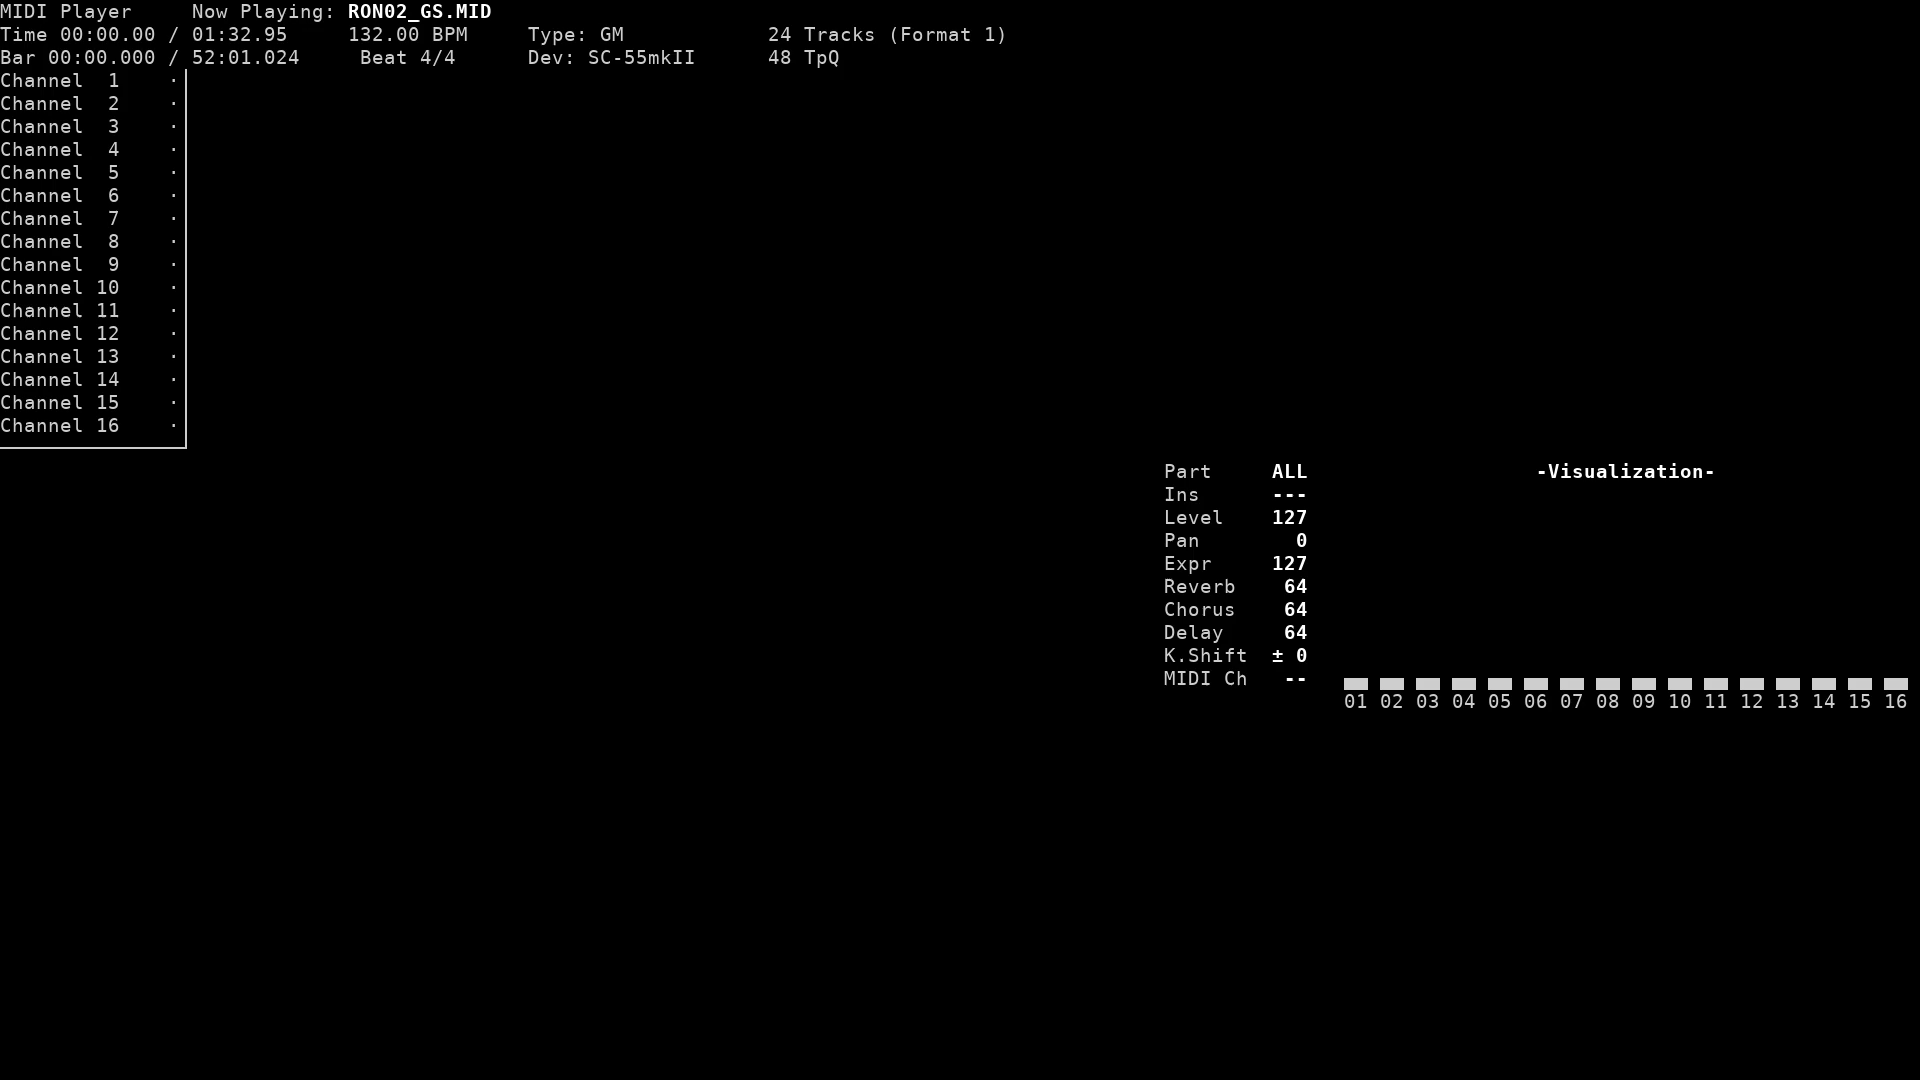 MIDI Player     Now Playing: RON02_GS.MID
Time 00:00.00 / 01:32.95     132.00 BPM     Type: GM            24 Tracks (Format 1)
Bar 00:00.000 / 52:01.024     Beat 4/4      Dev: SC-55mkII      48 TpQ
Channel  1    ·
Channel  2    ·
Channel  3    ·
Channel  4    ·
Channel  5    ·
Channel  6    ·
Channel  7    ·
Channel  8    ·
Channel  9    ·
Channel 10    ·
Channel 11    ·
Channel 12    ·
Channel 13    ·
Channel 14    ·
Channel 15    ·
Channel 16    ·
Part     ALL                   -Visualization-
Ins      ---
Level    127
Pan        0
Expr     127
Reverb    64
Chorus    64
Delay     64
K.Shift  ± 0
MIDI Ch   --
01 02 03 04 05 06 07 08 09 10 11 12 13 14 15 16